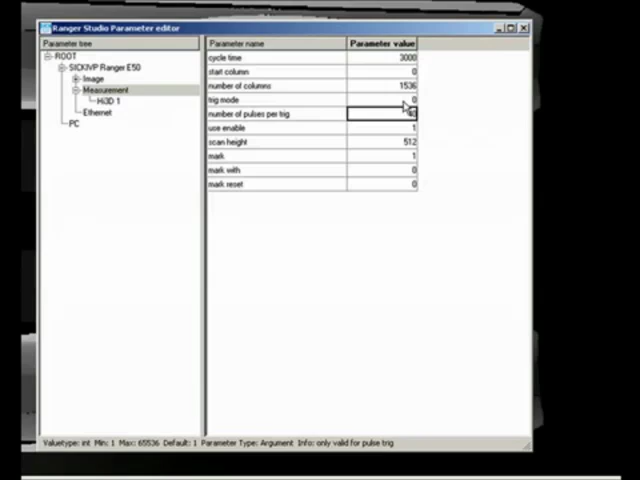 Ranger Studio Parameter editor
Parameter tree
Parameter name Parameter value
ROOT
SICKIVP Ranger E50
Image
Measurement
Hi3D 1
Ethernet
PC
cycle time 3000
start column 0
number of columns 1536
trig mode 0
number of pulses per trig
use enable 1
scan height 512
mark 1
mark with 0
mark reset 0
Valuetype: int Min: 1 Max: 65536 Default: 1 Parameter Type: Argument Info: only valid for pulse trig